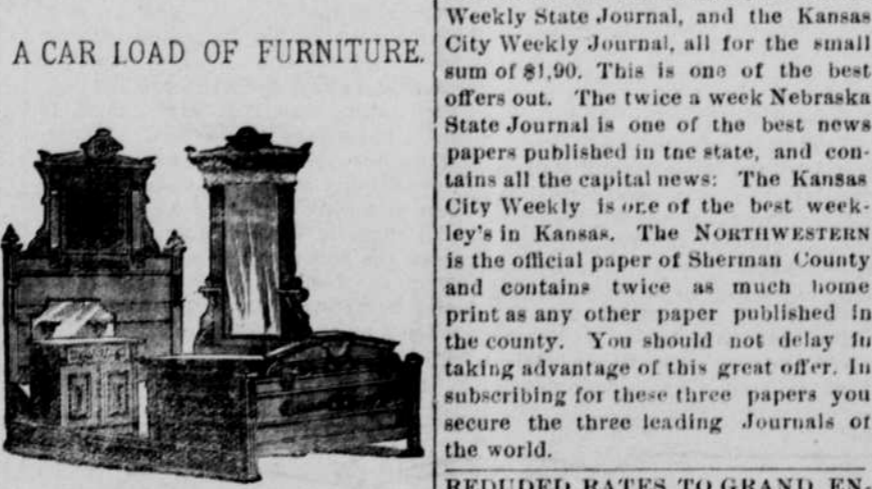 A CAR LOAD OF FURNITURE.
Weekly State Journal, and the Kansas
City Weekly Journal, all for the small
sum of $1,90. This is one of the best
offers out. The twice a week Nebraska
State Journal is one of the best news
papers published in tne state, and con-
tains all the capital news: The Kansas
City Weekly is one of the best week-
ley's in Kansas. The NORTHWESTERN
is the official paper of Sherman County
and contains twice as much home
print as any other paper published in
the county. You should not delay in
taking advantage of this great offer. In
subscribing for these three papers you
secure the three leading Journals of
the world.
REDUDED RATES TO GRAND EN-